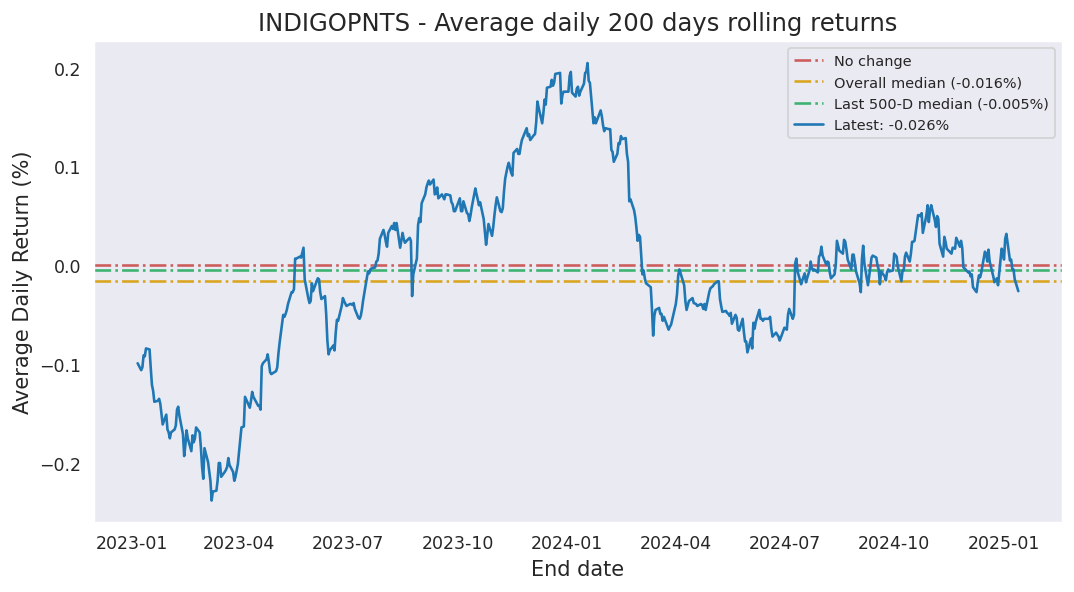 INDIGOPNTS - Average daily 200 days rolling returns
No change
Overall median (-0.016%)
Last 500-D median (-0.005%)
Latest: -0.026%
Average Daily Return (%)
0.2
0.1
0.0
−0.1
−0.2
2023-01 2023-04 2023-07 2023-10 2024-01 2024-04 2024-07 2024-10 2025-01
End date